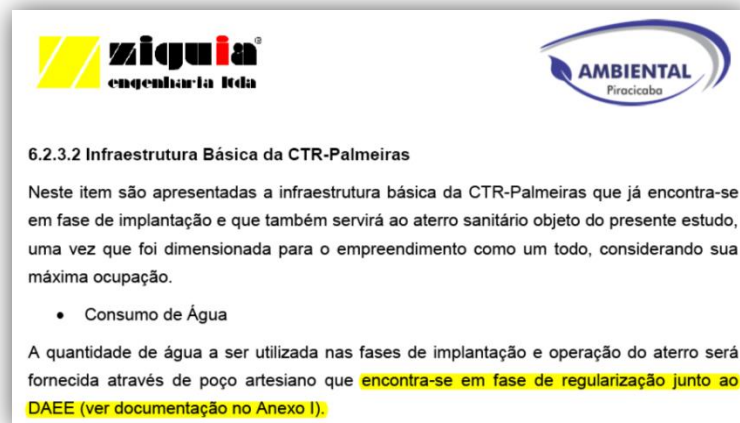 ziguia®
engenharia ltda
AMBIENTAL
Piracicaba
6.2.3.2 Infraestrutura Básica da CTR-Palmeiras
Neste item são apresentadas a infraestrutura básica da CTR-Palmeiras que já encontra-se
em fase de implantação e que também servirá ao aterro sanitário objeto do presente estudo,
uma vez que foi dimensionada para o empreendimento como um todo, considerando sua
máxima ocupação.
• Consumo de Água
A quantidade de água a ser utilizada nas fases de implantação e operação do aterro será
fornecida através de poço artesiano que encontra-se em fase de regularização junto ao
DAEE (ver documentação no Anexo I).